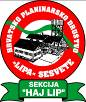 HRVATSKO PLANINARSKO DRUŠTVO
"LIPA" SESVETE
SEKCIJA
"HAJ LIP"